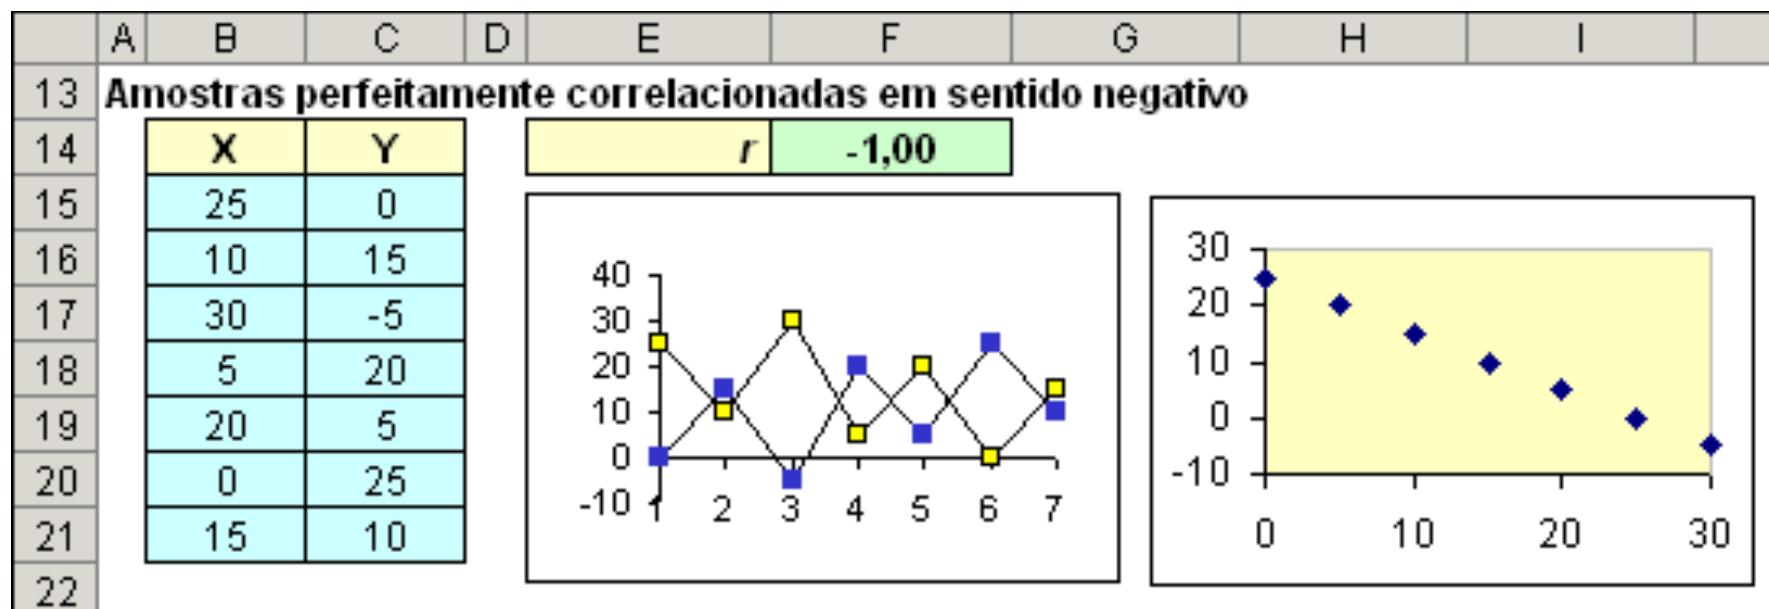 A B C D E F G H I
13 Amostras perfeitamente correlacionadas em sentido negativo
14 X Y r -1,00
15 25 0
16 10 15
17 30 -5
18 5 20
19 20 5
20 0 25
21 15 10
22
40
30
20
10
0
-10
1 2 3 4 5 6 7
30
20
10
0
-10
0 10 20 30